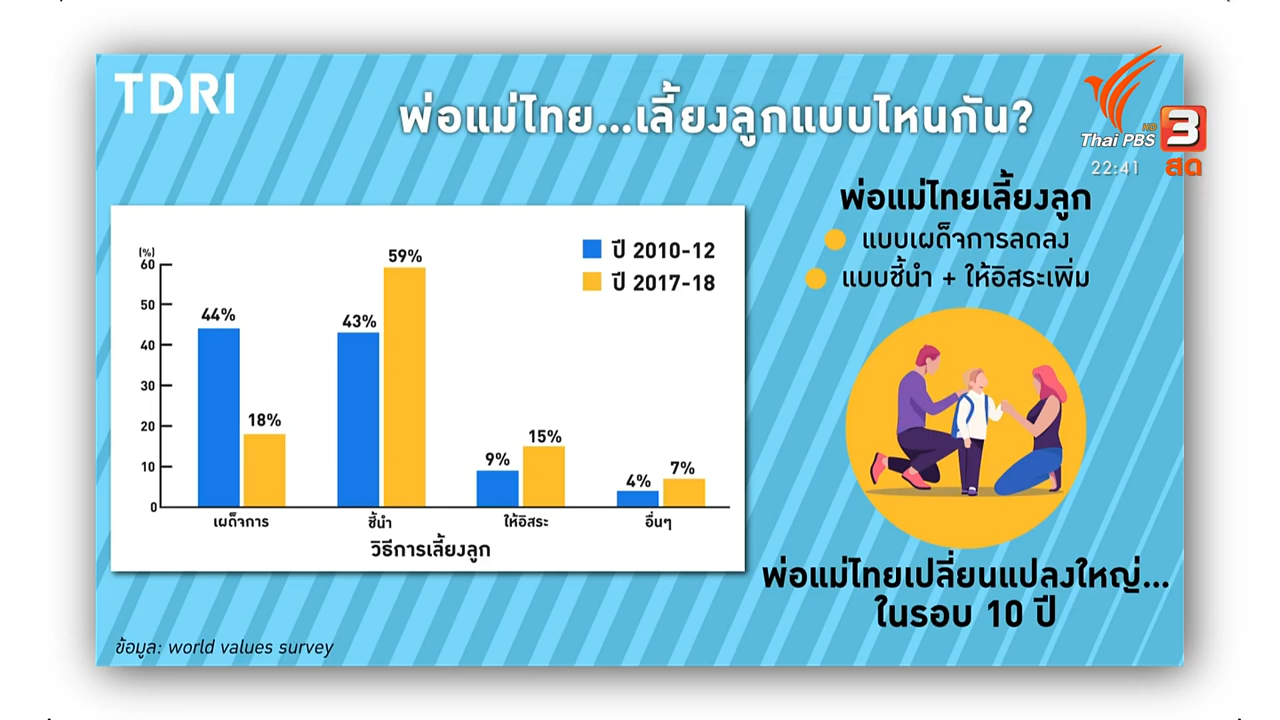 TDRI
พ่อแม่ไทย...เลี้ยงลูกแบบไหนกัน?
Thai PBS HD 3
22:41 สด
พ่อแม่ไทยเลี้ยงลูก
แบบเผด็จการลดลง
แบบชี้นำ + ให้อิสระเพิ่ม
(%)
60
50
40
30
20
10
0
ปี 2010-12
ปี 2017-18
44%
18%
43%
59%
9%
15%
4%
7%
เผด็จการ
ชี้นำ
ให้อิสระ
อื่นๆ
วิธีการเลี้ยงลูก
พ่อแม่ไทยเปลี่ยนแปลงใหญ่...
ในรอบ 10 ปี
ข้อมูล: world values survey